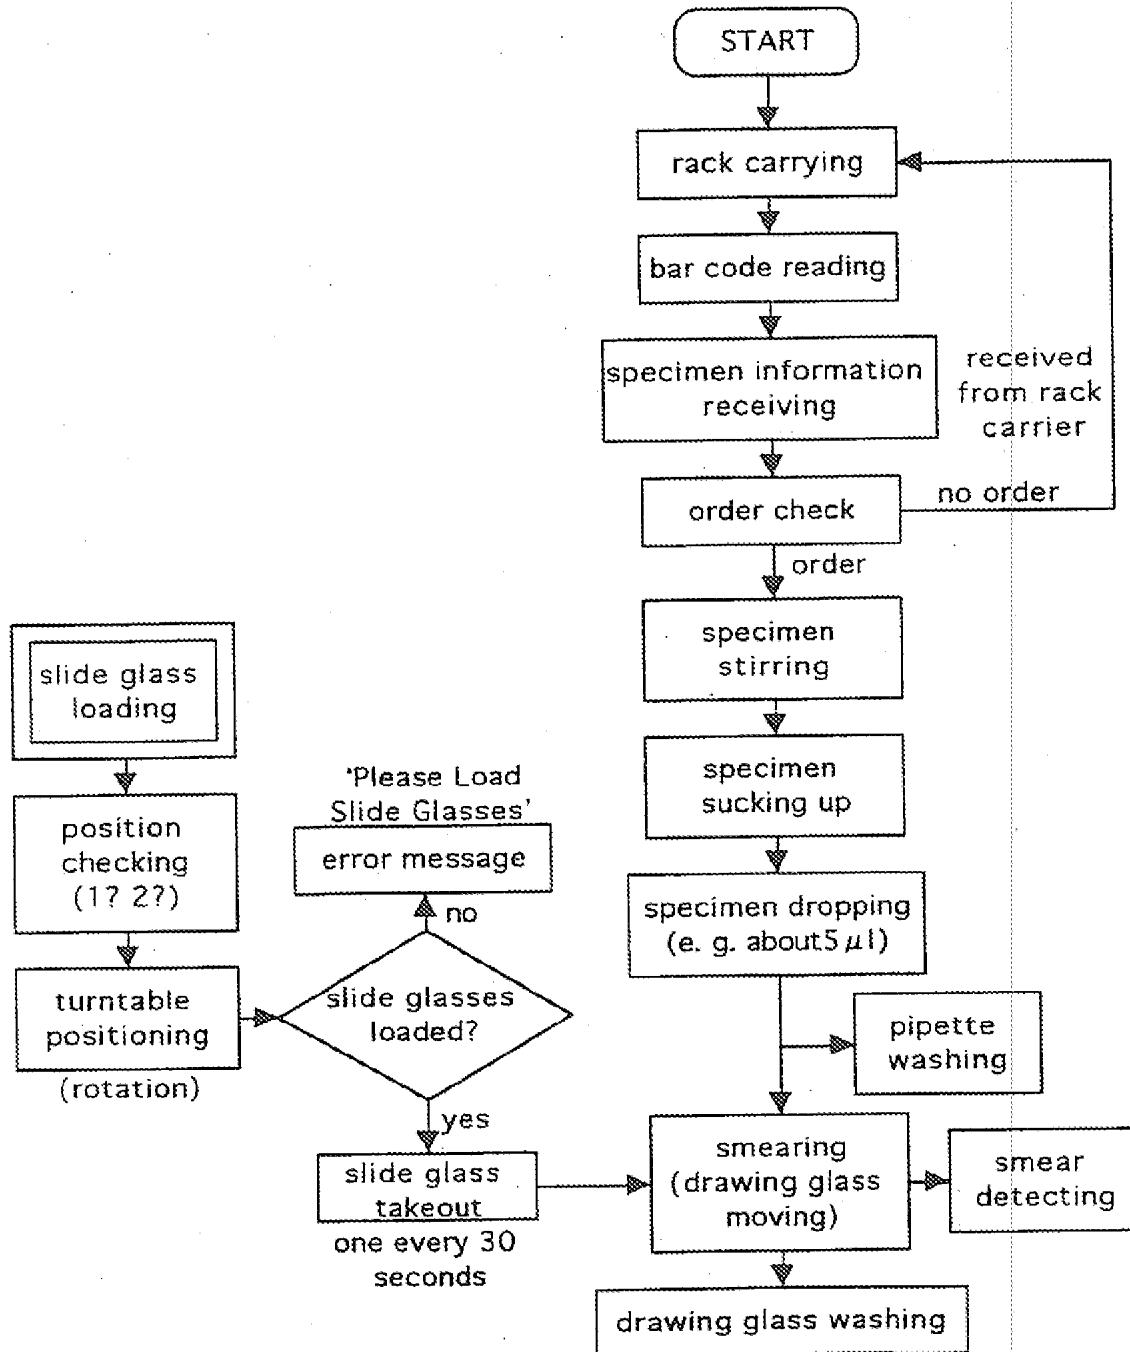 START
rack carrying
bar code reading
specimen information
receiving
received
from rack
carrier
order check
no order
order
specimen
stirring
specimen
sucking up
specimen dropping
(e. g. about5 μl)
pipette
washing
slide glass
loading
position
checking
(1? 2?)
turntable
positioning
(rotation)
'Please Load
Slide Glasses'
error message
no
slide glasses
loaded?
yes
slide glass
takeout
one every 30
seconds
smearing
(drawing glass
moving)
smear
detecting
drawing glass washing